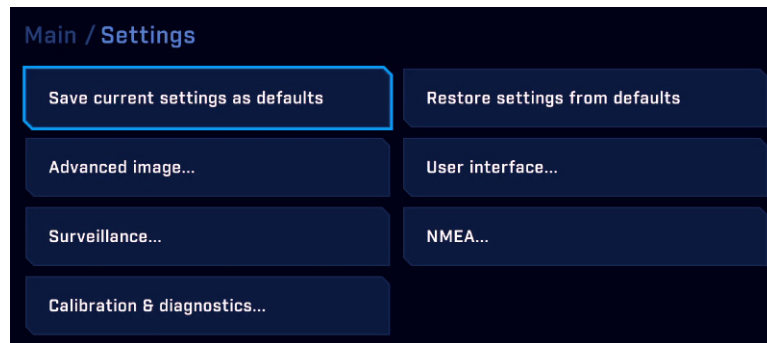 Main / Settings
Save current settings as defaults
Restore settings from defaults
Advanced image...
User interface...
Surveillance...
NMEA...
Calibration & diagnostics...